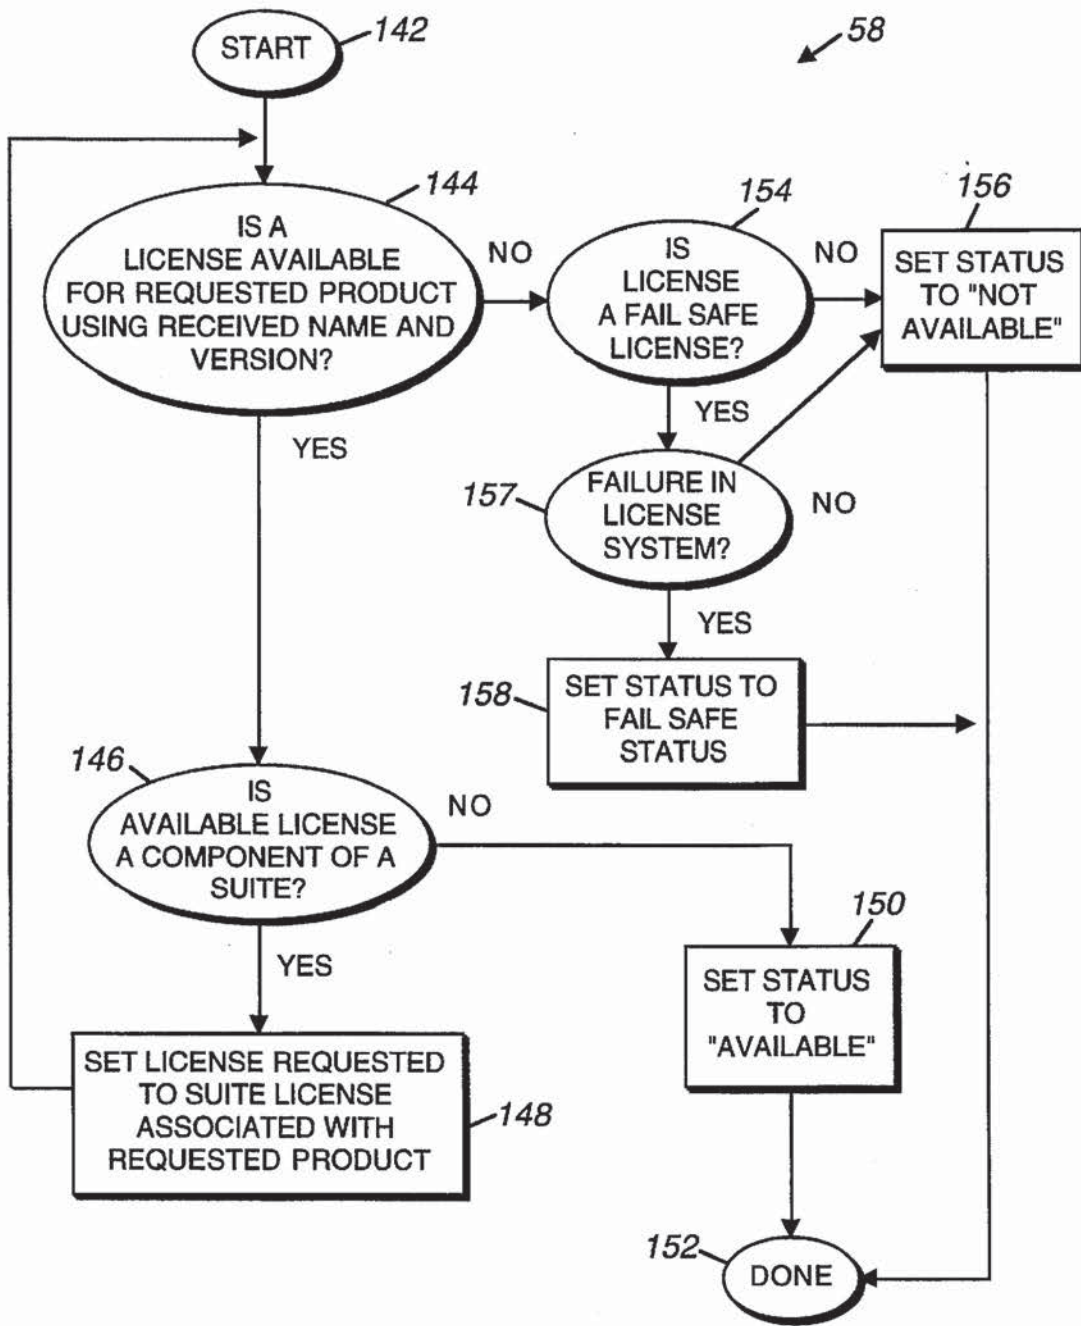 START
142
58
144
IS A
LICENSE AVAILABLE
FOR REQUESTED PRODUCT
USING RECEIVED NAME AND
VERSION?
NO
154
IS
LICENSE
A FAIL SAFE
LICENSE?
NO
156
SET STATUS
TO "NOT
AVAILABLE"
YES
YES
157
FAILURE IN
LICENSE
SYSTEM?
NO
YES
158
SET STATUS TO
FAIL SAFE
STATUS
146
IS
AVAILABLE LICENSE
A COMPONENT OF A
SUITE?
NO
YES
150
SET STATUS
TO
"AVAILABLE"
SET LICENSE REQUESTED
TO SUITE LICENSE
ASSOCIATED WITH
REQUESTED PRODUCT
148
152
DONE